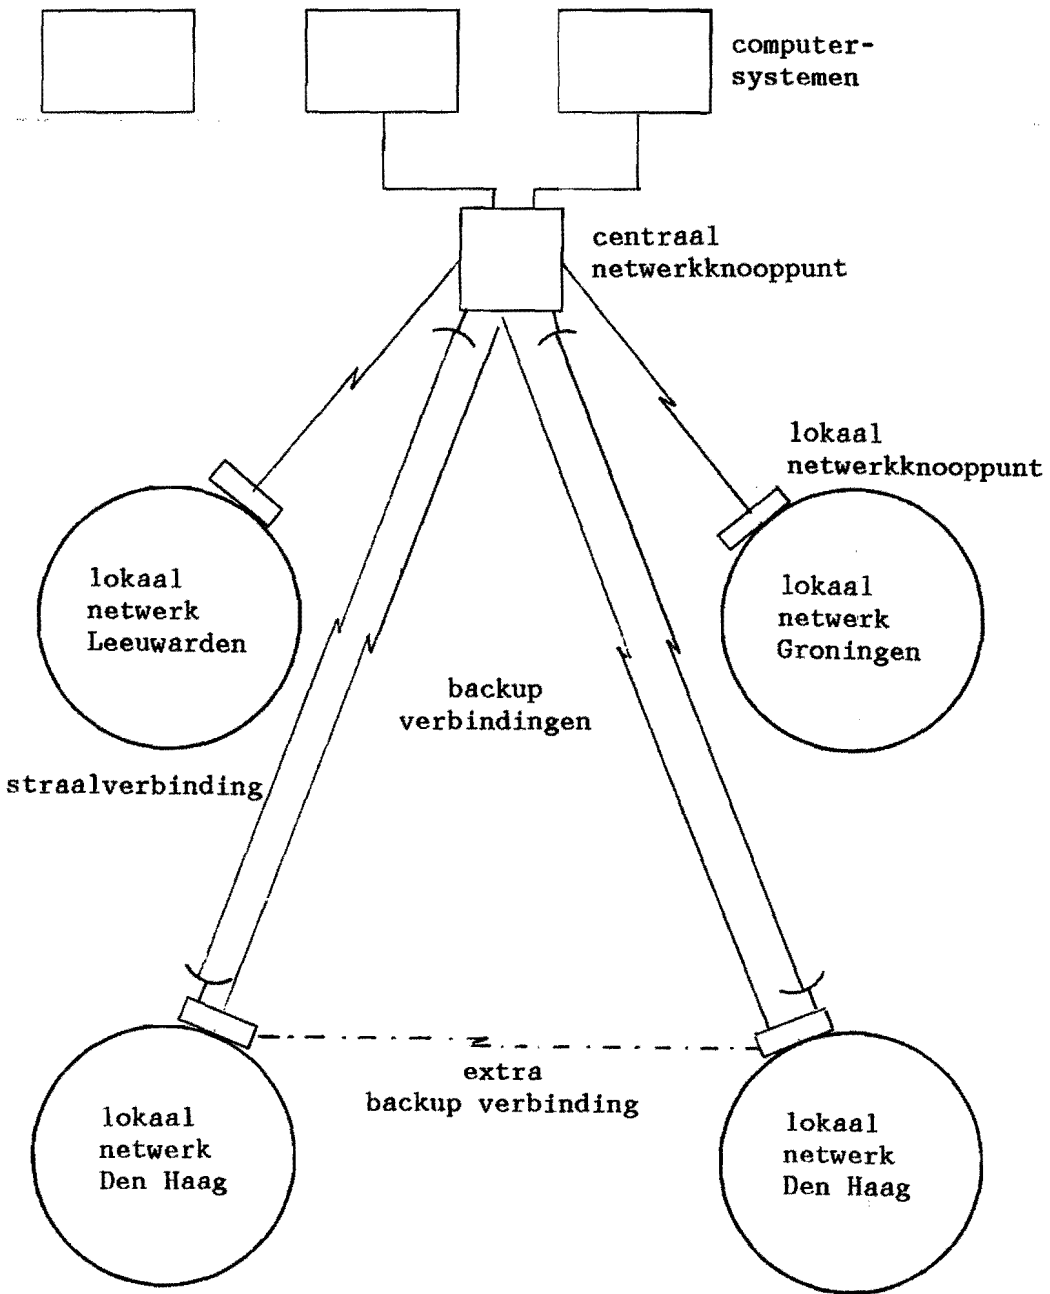 computer-
systemen
centraal
netwerkknooppunt
lokaal
netwerkknooppunt
lokaal
netwerk
Leeuwarden
lokaal
netwerk
Groningen
backup
verbindingen
straalverbinding
extra
backup verbinding
lokaal
netwerk
Den Haag
lokaal
netwerk
Den Haag